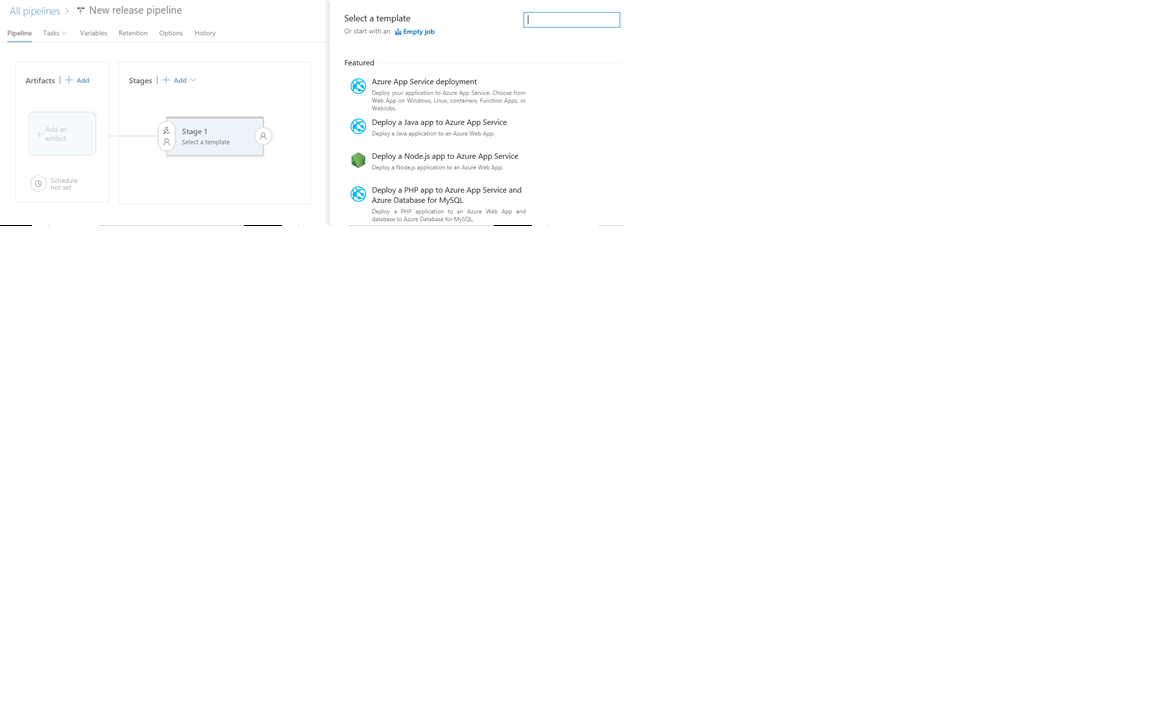 All pipelines > New release pipeline
Pipeline Tasks Variables Retention Options History
Artifacts | + Add
Add an
artifact
Schedule
not set
Stages | + Add
Stage 1
Select a template
Select a template
Or start with an Empty job
Featured
Azure App Service deployment
Deploy your application to Azure App Service. Choose from
Web App on Windows, Linux, containers, Function Apps, or
WebJobs.
Deploy a Java app to Azure App Service
Deploy a Java application to an Azure Web App.
Deploy a Node.js app to Azure App Service
Deploy a Node.js application to an Azure Web App.
Deploy a PHP app to Azure App Service and
Azure Database for MySQL
Deploy a PHP application to an Azure Web App and
database to Azure Database for MySQL.